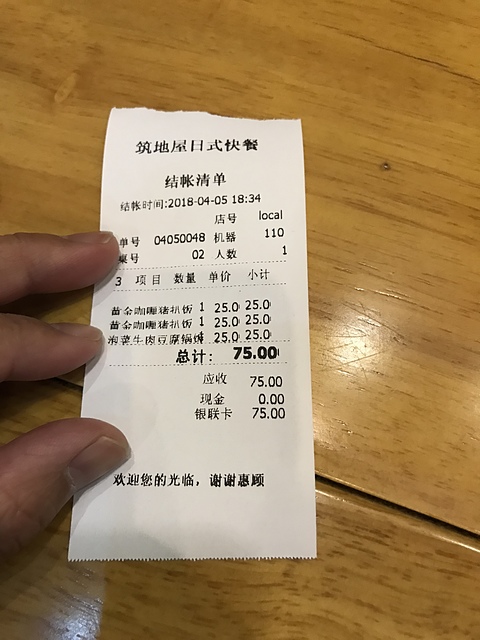 筑地屋日式快餐
结帐清单
结帐时间:2018-04-05 18:34
店号 local
单号 04050048 机器 110
桌号 02 人数 1
3 项目 数量 单价 小计
黄金咖喱猪扒饭 1 25.0 25.0
黄金咖喱猪扒饭 1 25.0 25.0
泡菜牛肉豆腐锅 25.0 25.0
总计: 75.00
应收 75.00
现金 0.00
银联卡 75.00
欢迎您的光临，谢谢惠顾